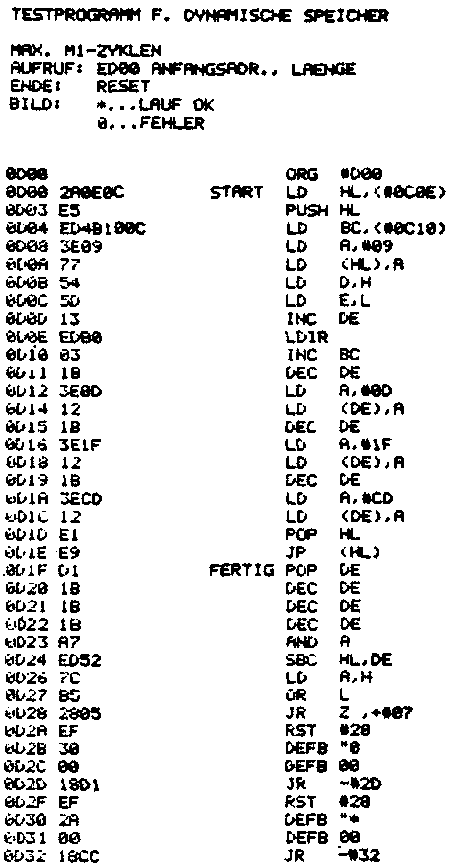 TESTPROGRAMM F. DYNAMISCHE SPEICHER
MAX. M1-ZYKLEN
AUFRUF: ED00 ANFANGSADR., LAENGE
ENDE: RESET
BILD: *...LAUF OK
0...FEHLER
0D00 ORG #0D00
0D00 2A0E0C START LD HL,(#0C0E)
0D03 E5 PUSH HL
0D04 ED4B100C LD BC,(#0C10)
0D08 3E09 LD A,#09
0D0A 77 LD (HL),A
0D0B 54 LD D,H
0D0C 5D LD E,L
0D0D 13 INC DE
0D0E EDB0 LDIR
0D10 03 INC BC
0D11 1B DEC DE
0D12 3E0D LD A,#0D
0D14 12 LD (DE),A
0D15 1B DEC DE
0D16 3E1F LD A,#1F
0D18 12 LD (DE),A
0D19 1B DEC DE
0D1A 3ECD LD A,#CD
0D1C 12 LD (DE),A
0D1D E1 POP HL
0D1E E9 JP (HL)
0D1F D1 FERTIG POP DE
0D20 1B DEC DE
0D21 1B DEC DE
0D22 1B DEC DE
0D23 A7 AND A
0D24 ED52 SBC HL,DE
0D26 7C LD A,H
0D27 B5 OR L
0D28 2805 JR Z ,+#07
0D2A EF RST #20
0D2B 30 DEFB "0
0D2C 00 DEFB 00
0D2D 18D1 JR -#2D
0D2F EF RST #20
0D30 2A DEFB "*
0D31 00 DEFB 00
0D32 18CC JR -#32